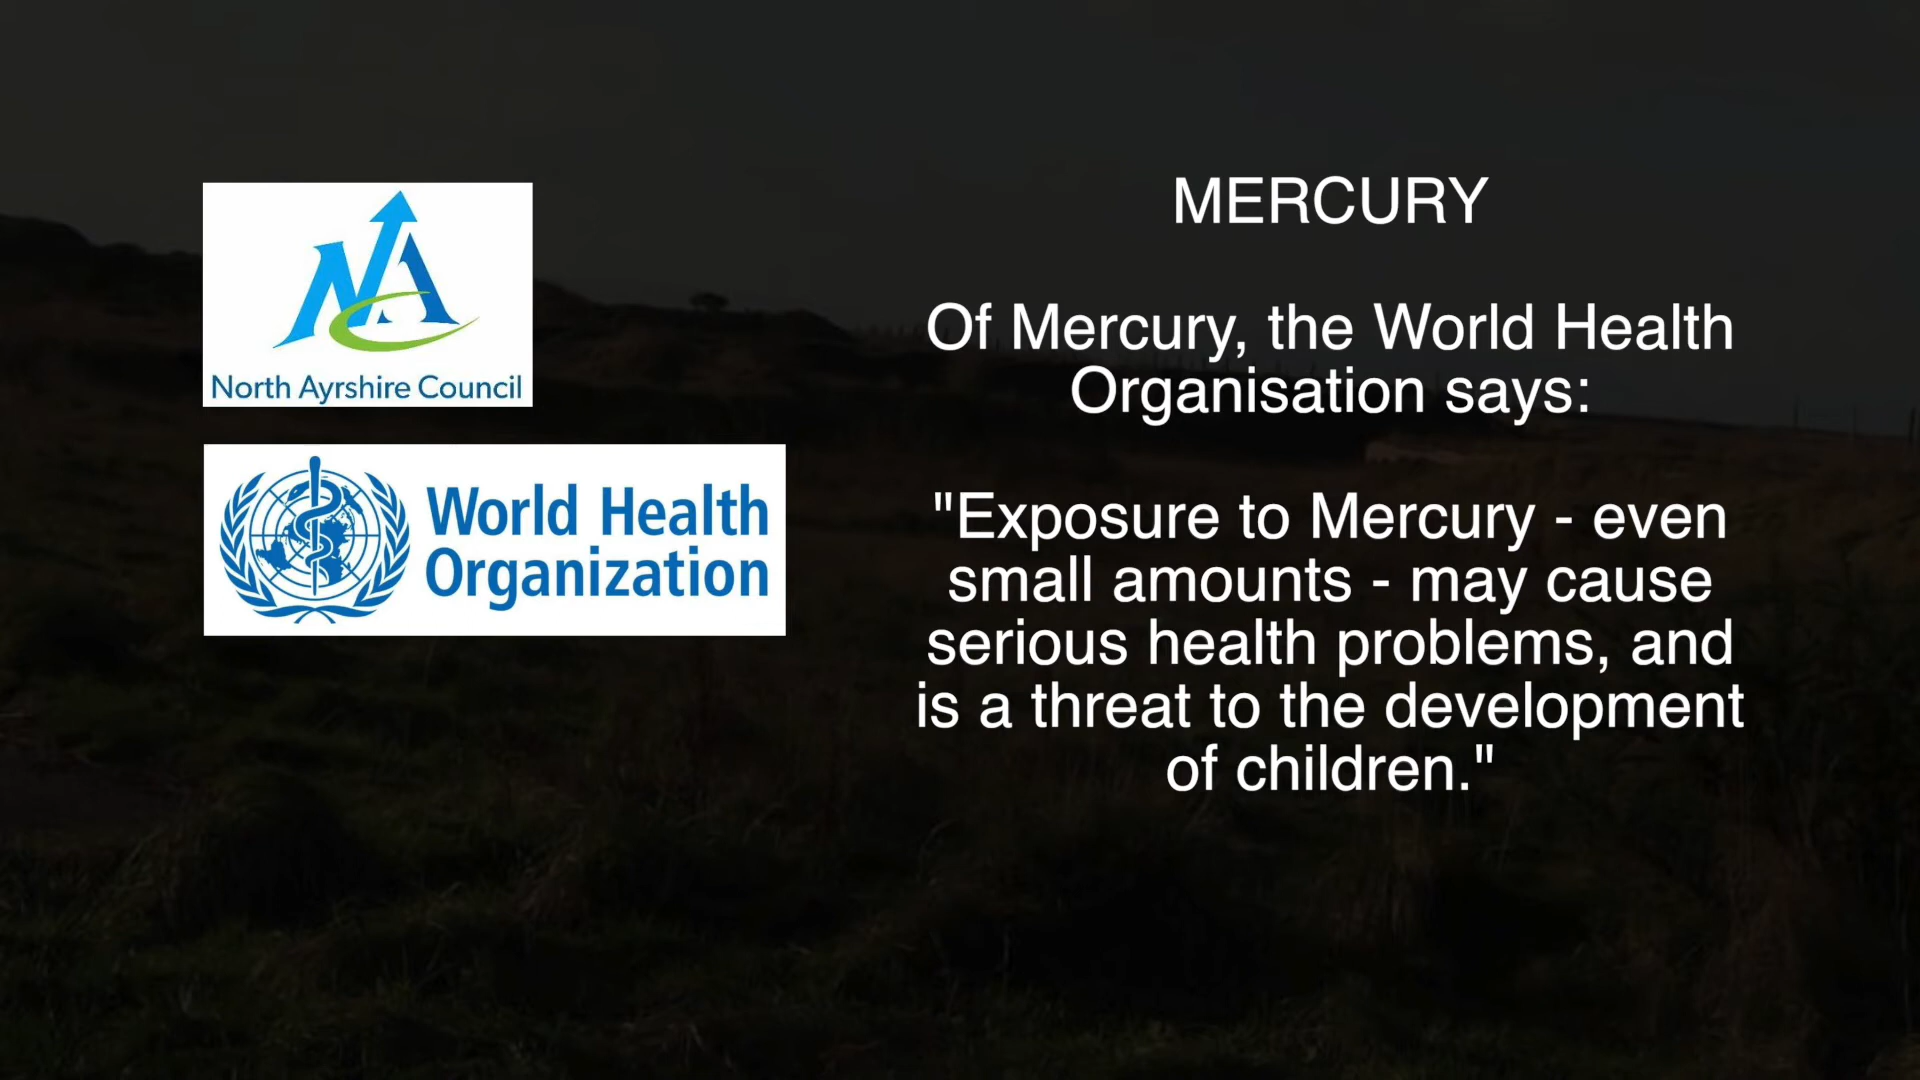 NA
North Ayrshire Council
World Health
Organization
MERCURY
Of Mercury, the World Health
Organisation says:
"Exposure to Mercury - even
small amounts - may cause
serious health problems, and
is a threat to the development
of children."